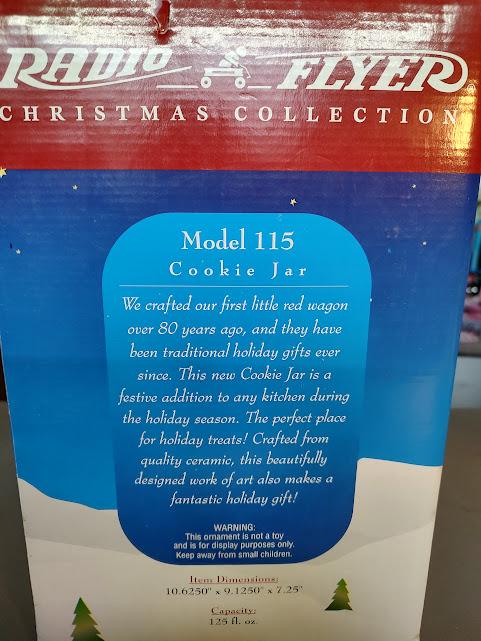 RADIO FLYER
CHRISTMAS COLLECTION
Model 115
Cookie Jar
We crafted our first little red wagon
over 80 years ago, and they have
been traditional holiday gifts ever
since. This new Cookie Jar is a
festive addition to any kitchen during
the holiday season. The perfect place
for holiday treats! Crafted from
quality ceramic, this beautifully
designed work of art also makes a
fantastic holiday gift!
WARNING:
This ornament is not a toy
and is for display purposes only.
Keep away from small children.
Item Dimensions:
10.6250" x 9.1250" x 7.25"
Capacity:
125 fl. oz.